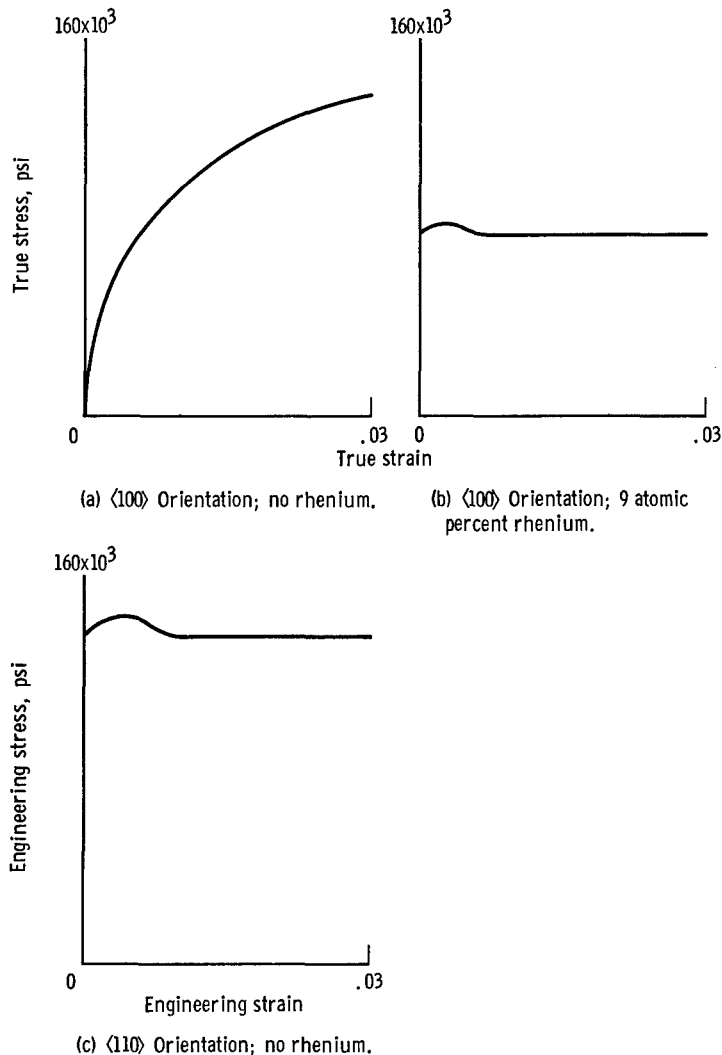 160x10³
True stress, psi
0
.03
160x10³
0
.03
True strain
(a) ⟨100⟩ Orientation; no rhenium.
(b) ⟨100⟩ Orientation; 9 atomic
percent rhenium.
160x10³
Engineering stress, psi
0
.03
Engineering strain
(c) ⟨110⟩ Orientation; no rhenium.